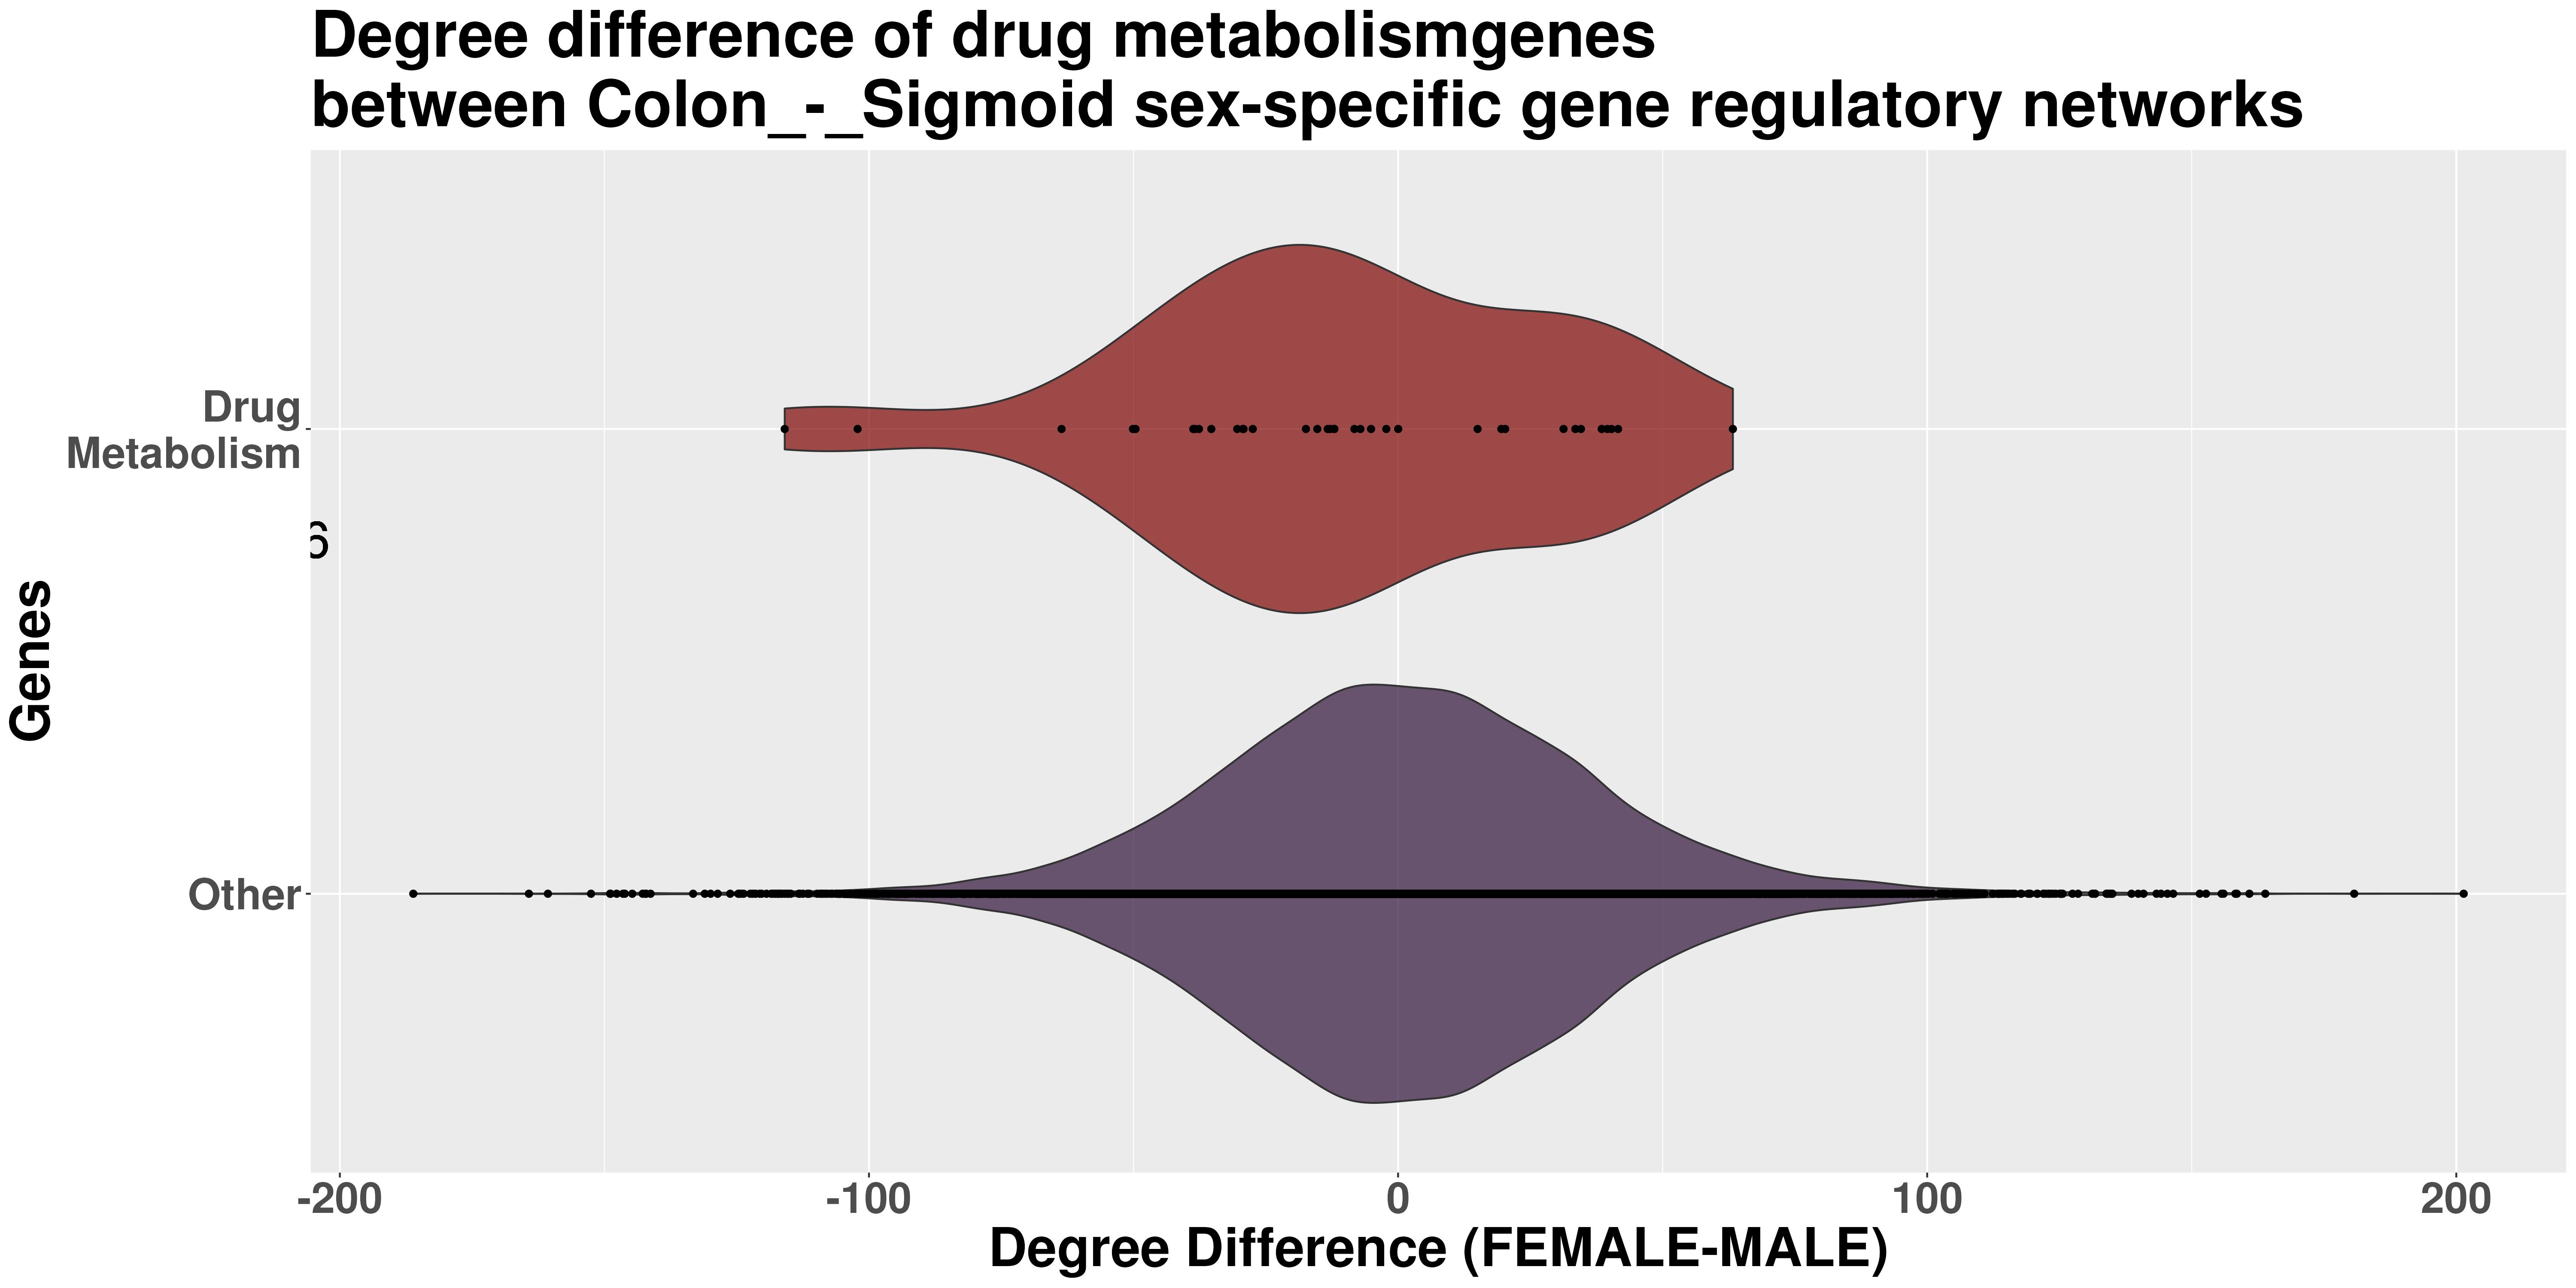 Degree difference of drug metabolismgenes
between Colon_-_Sigmoid sex-specific gene regulatory networks
Drug
Metabolism
6
Genes
Other
-200 -100 0 100 200
Degree Difference (FEMALE-MALE)